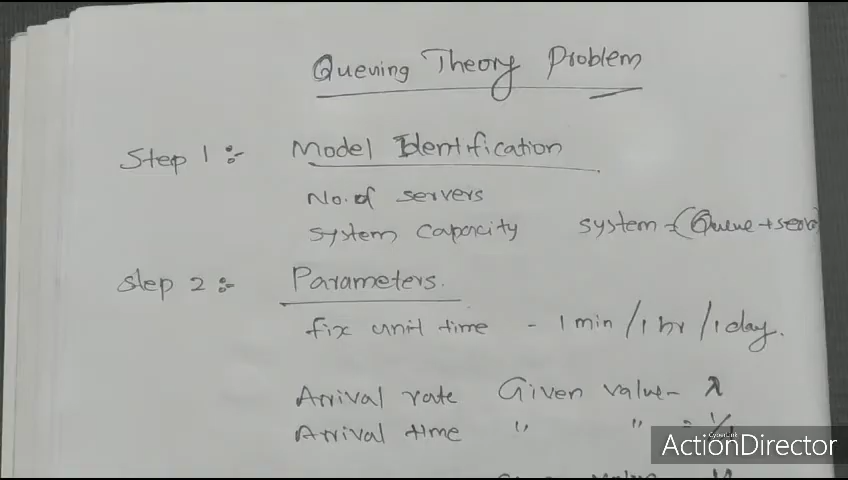 Queuing Theory Problem
Step 1 :- Model Identification
No. of servers
System Capacity system = (Queue + serv
Step 2 :- Parameters.
fix unit time - 1 min / 1 hr / 1 day.
Arrival rate Given value - λ
Arrival time " " =
CyberLink
ActionDirector